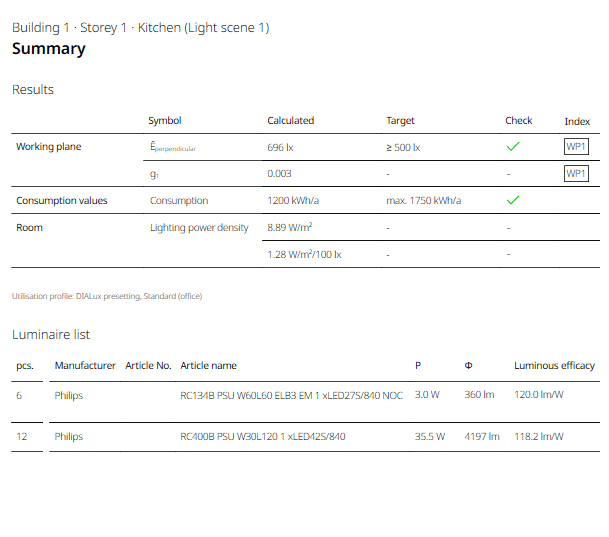 Building 1 · Storey 1 · Kitchen (Light scene 1)
Summary
Results
Symbol Calculated Target Check Index
Working plane Ēperpendicular 696 lx ≥ 500 lx WP1
g₁ 0.003 - - WP1
Consumption values Consumption 1200 kWh/a max. 1750 kWh/a
Room Lighting power density 8.89 W/m² - -
1.28 W/m²/100 lx - -
Utilisation profile: DIALux presetting, Standard (office)
Luminaire list
pcs. Manufacturer Article No. Article name P Φ Luminous efficacy
6 Philips RC134B PSU W60L60 ELB3 EM 1 xLED27S/840 NOC 3.0 W 360 lm 120.0 lm/W
12 Philips RC400B PSU W30L120 1 xLED42S/840 35.5 W 4197 lm 118.2 lm/W